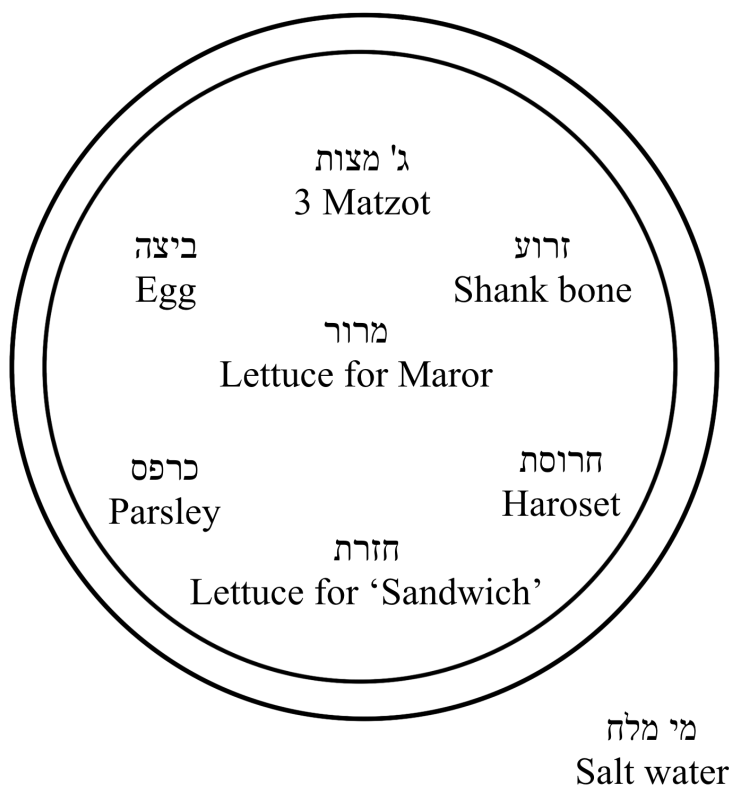 ג' מצות
3 Matzot
ביצה
Egg
זרוע
Shank bone
מרור
Lettuce for Maror
כרפס
Parsley
חרוסת
Haroset
חזרת
Lettuce for ‘Sandwich’
מי מלח
Salt water